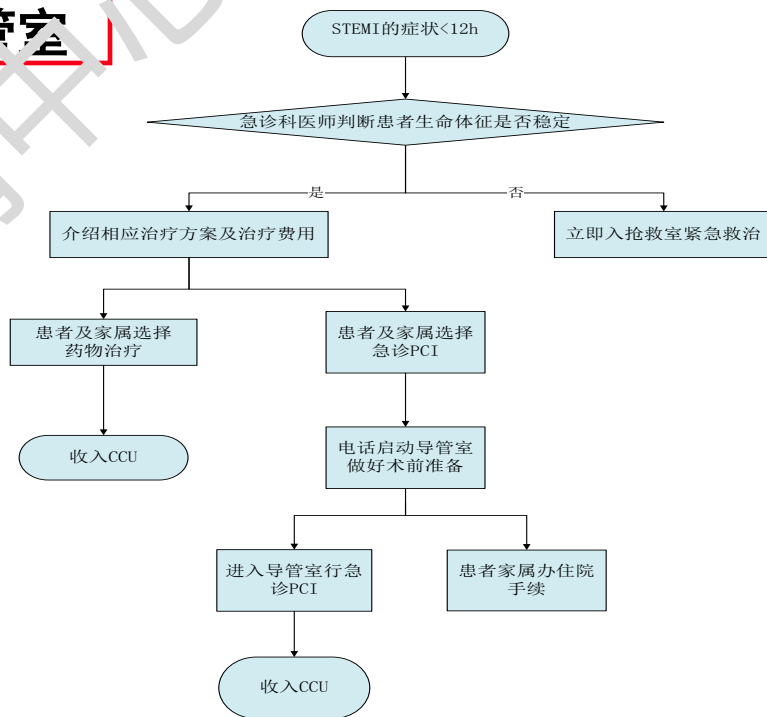 管室
中心
STEMI的症状<12h
急诊科医师判断患者生命体征是否稳定
是
否
介绍相应治疗方案及治疗费用
立即入抢救室紧急救治
患者及家属选择
药物治疗
患者及家属选择
急诊PCI
收入CCU
电话启动导管室
做好术前准备
进入导管室行急
诊PCI
患者家属办住院
手续
收入CCU